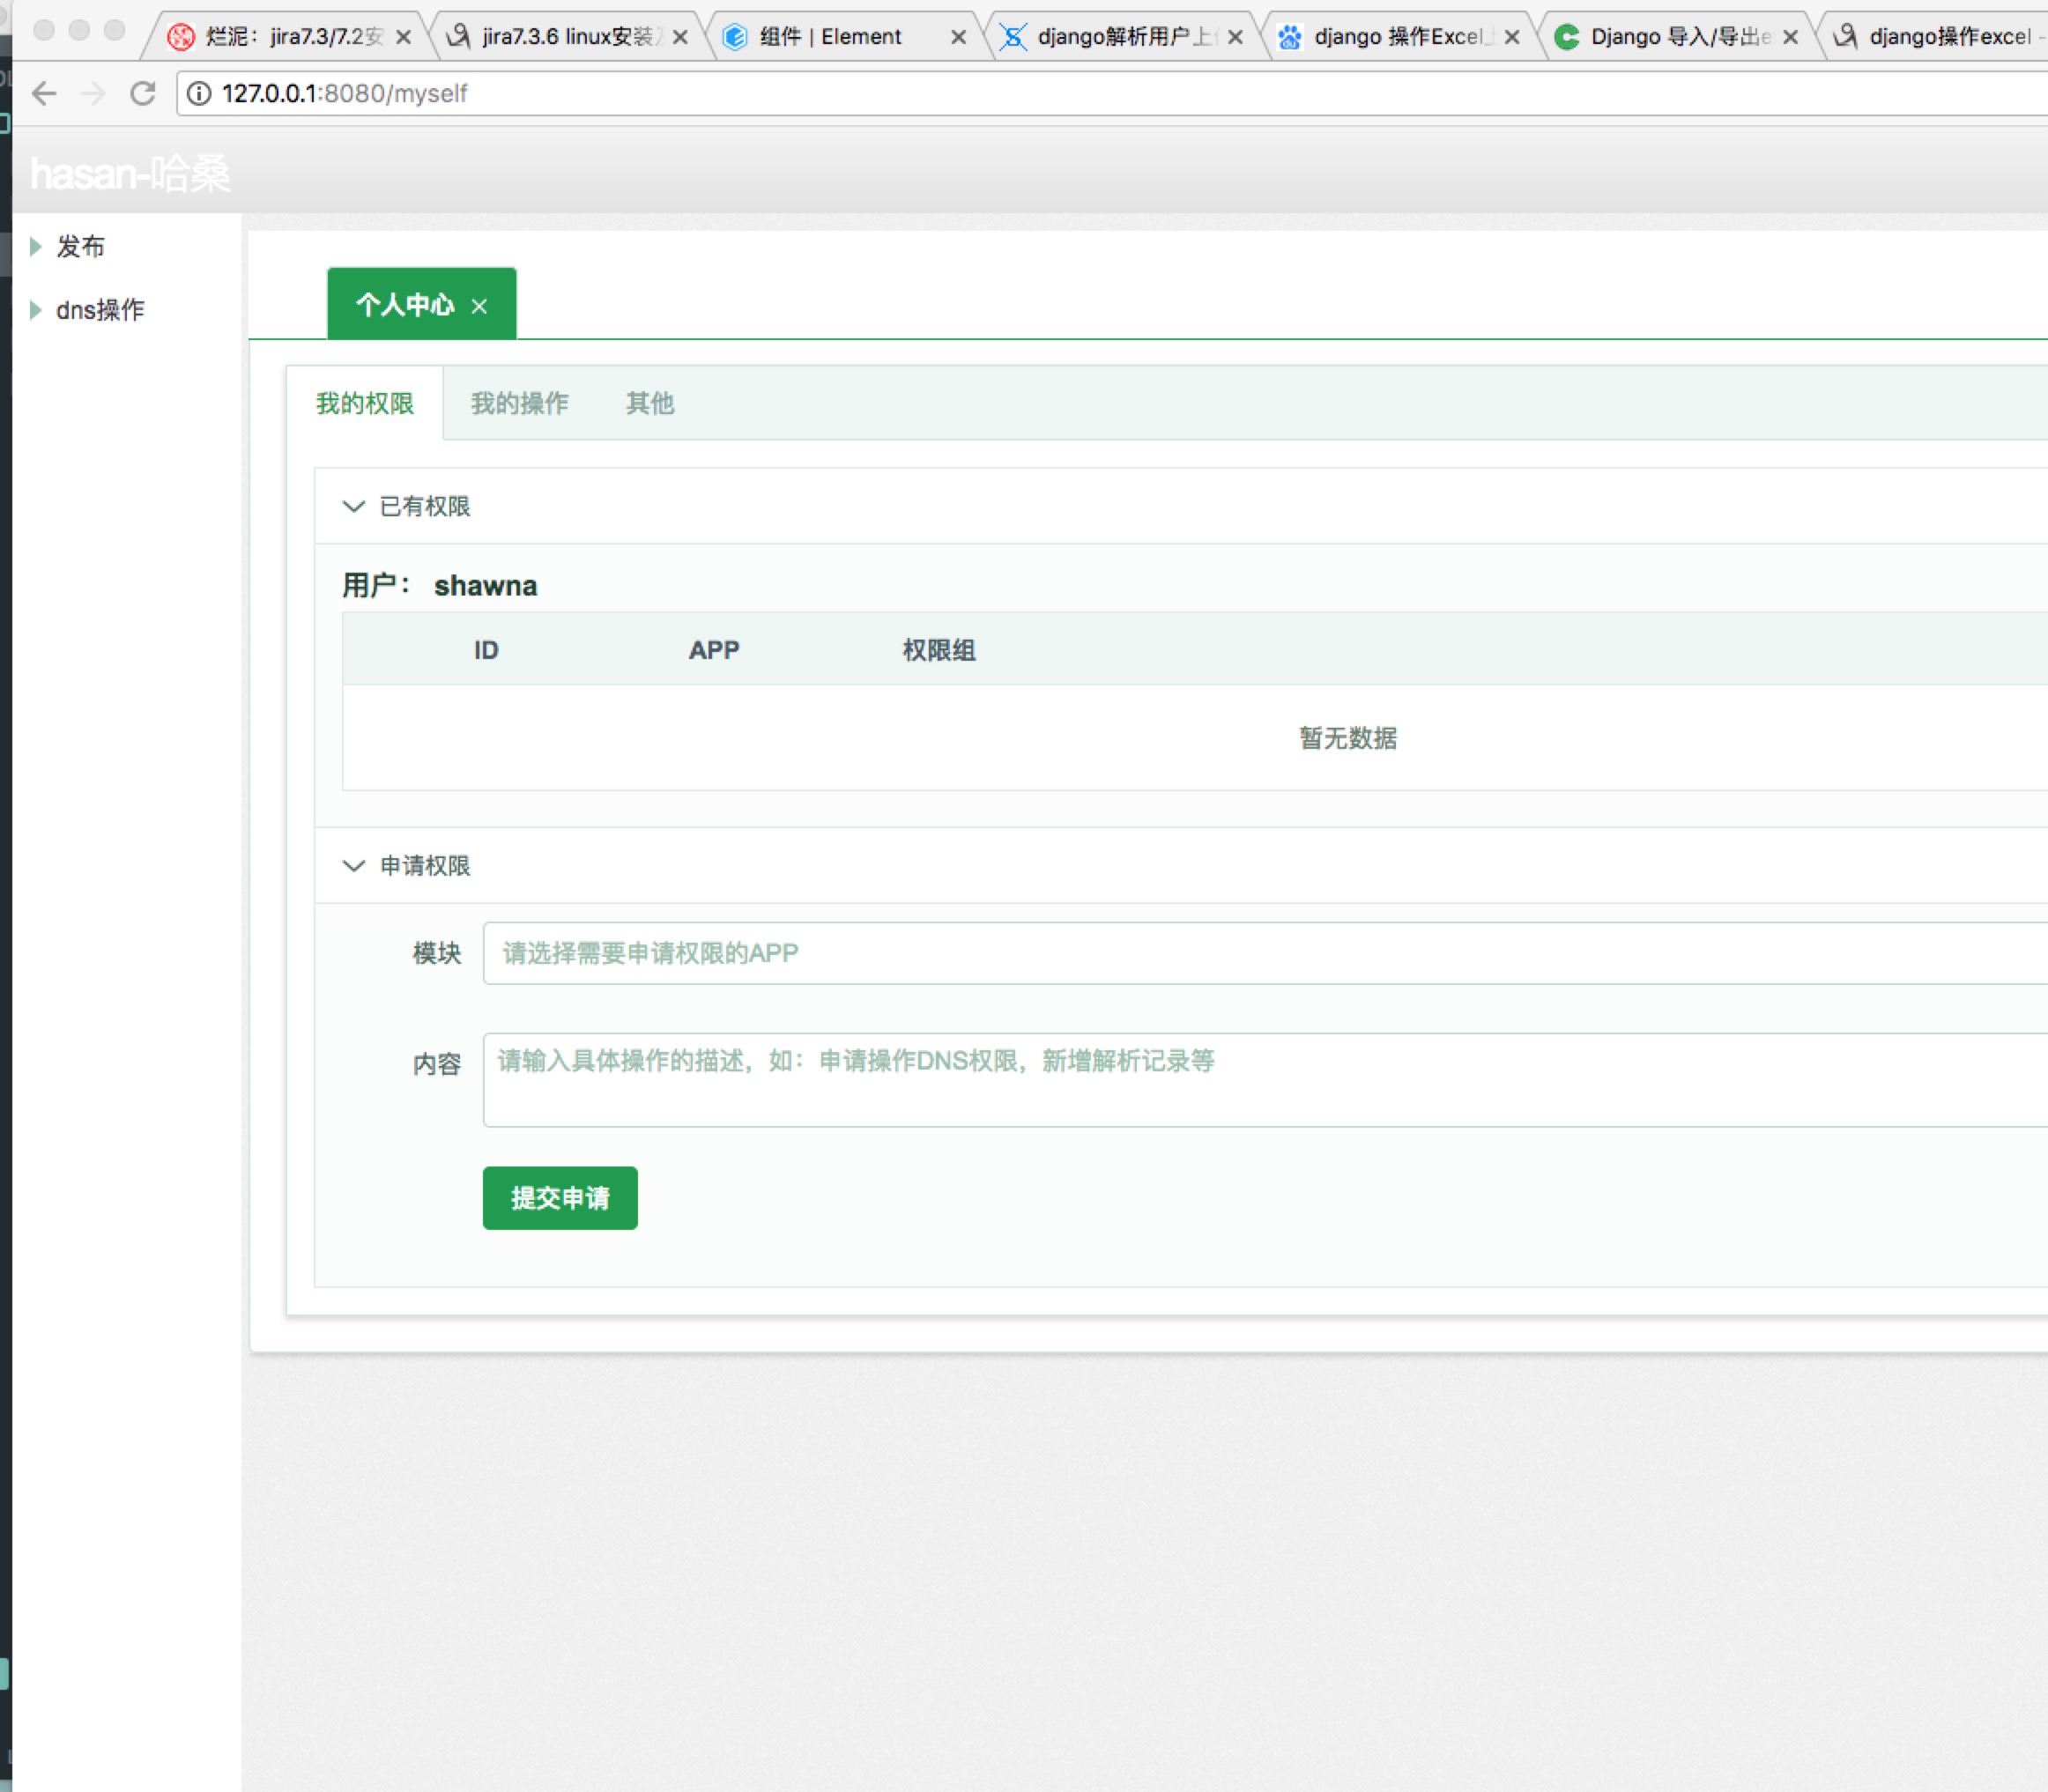 烂泥：jira7.3/7.2安
jira7.3.6 linux安装
组件 | Element
django解析用户上
django 操作Excel
Django 导入/导出e
django操作excel -
127.0.0.1:8080/myself
hasan-哈桑
发布
dns操作
个人中心
我的权限 我的操作 其他
已有权限
用户： shawna
ID APP 权限组
暂无数据
申请权限
模块 请选择需要申请权限的APP
内容 请输入具体操作的描述，如：申请操作DNS权限，新增解析记录等
提交申请